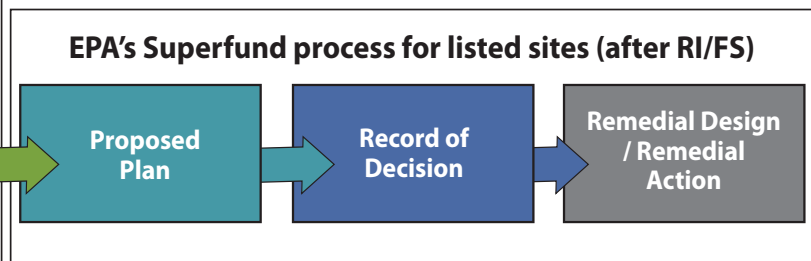 EPA’s Superfund process for listed sites (after RI/FS)
Proposed
Plan
Record of
Decision
Remedial Design
/ Remedial
Action